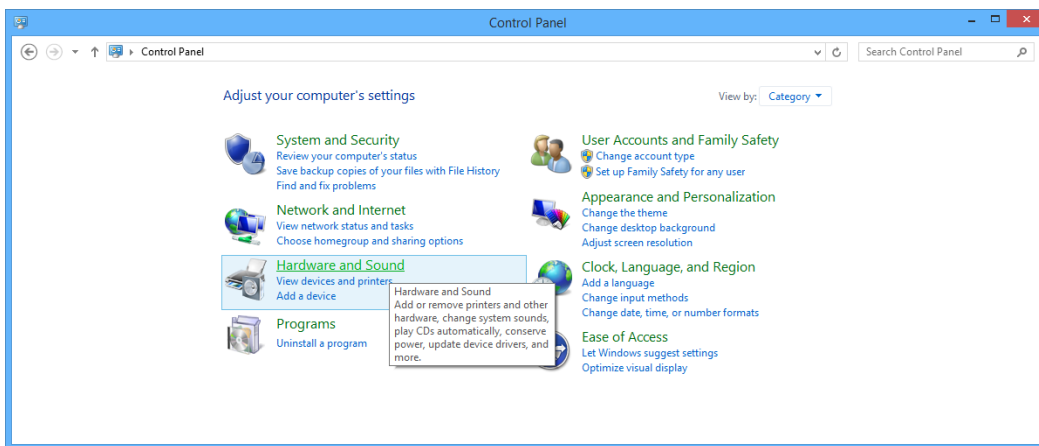 Control Panel
Control Panel
Search Control Panel
Adjust your computer's settings
View by: Category
System and Security
Review your computer's status
Save backup copies of your files with File History
Find and fix problems
Network and Internet
View network status and tasks
Choose homegroup and sharing options
Hardware and Sound
View devices and printers
Add a device
Hardware and Sound
Add or remove printers and other
hardware, change system sounds,
play CDs automatically, conserve
power, update device drivers, and
more.
Programs
Uninstall a program
User Accounts and Family Safety
Change account type
Set up Family Safety for any user
Appearance and Personalization
Change the theme
Change desktop background
Adjust screen resolution
Clock, Language, and Region
Add a language
Change input methods
Change date, time, or number formats
Ease of Access
Let Windows suggest settings
Optimize visual display